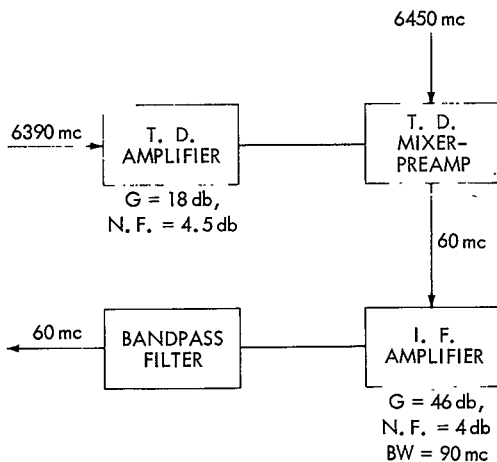 6450 mc
6390 mc
T. D.
AMPLIFIER
T. D.
MIXER-
PREAMP
G = 18 db,
N. F. = 4.5 db
60 mc
60 mc
BANDPASS
FILTER
I. F.
AMPLIFIER
G = 46 db,
N. F. = 4 db
BW = 90 mc